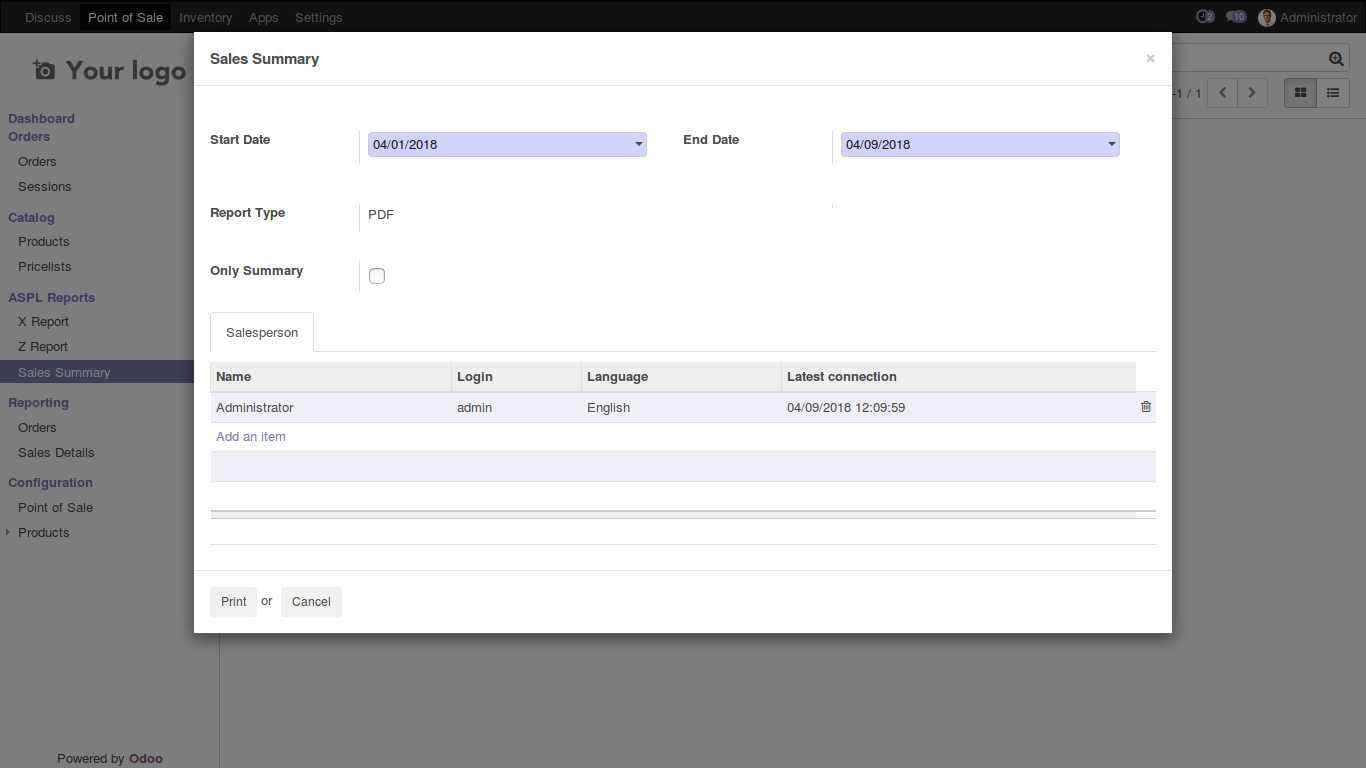 Discuss Point of Sale Inventory Apps Settings 2 10 Administrator
Your logo
Sales Summary ×
-1 / 1
Dashboard
Orders
Orders
Sessions
Catalog
Products
Pricelists
ASPL Reports
X Report
Z Report
Sales Summary
Reporting
Orders
Sales Details
Configuration
Point of Sale
Products
Powered by Odoo
Start Date 04/01/2018 End Date 04/09/2018
Report Type PDF
Only Summary
Salesperson
Name Login Language Latest connection
Administrator admin English 04/09/2018 12:09:59
Add an item
Print or Cancel